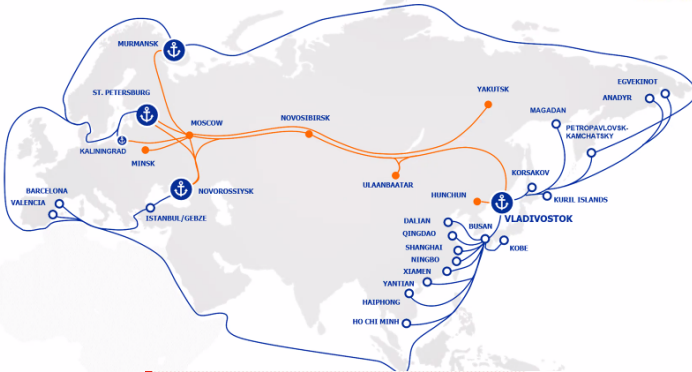 MURMANSK
ST. PETERSBURG
MOSCOW
NOVOSIBIRSK
YAKUTSK
EGVEKINOT
ANADYR
MAGADAN
PETROPAVLOVSK-
KAMCHATSKY
KALININGRAD
MINSK
NOVOROSSIYSK
ULAANBAATAR
KORSAKOV
HUNCHUN
KURIL ISLANDS
VLADIVOSTOK
BARCELONA
VALENCIA
ISTANBUL/GEBZE
DALIAN
QINGDAO
BUSAN
SHANGHAI
KOBE
NINGBO
XIAMEN
YANTIAN
HAIPHONG
HO CHI MINH